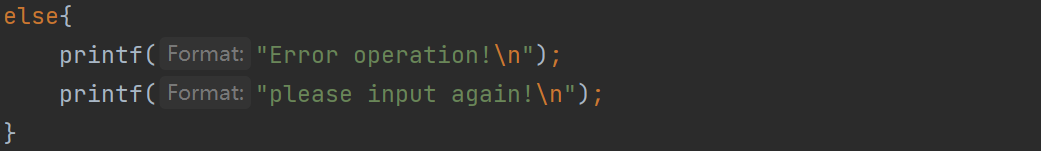 else{
    printf( Format: "Error operation!\n");
    printf( Format: "please input again!\n");
}